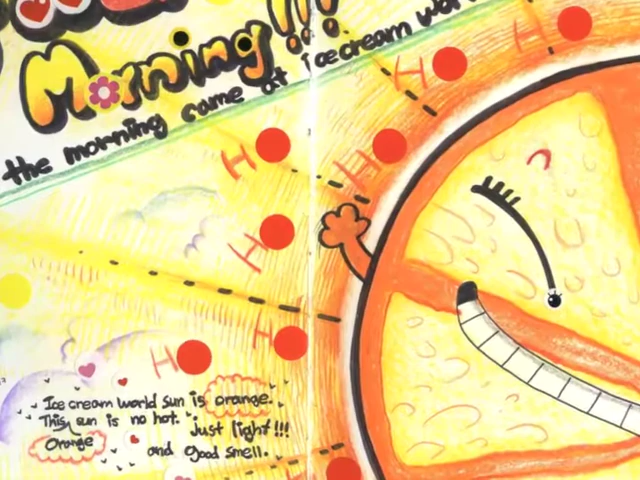 Morning!!!
the morning came at icecream wor
H
H
H
H
H
H
H
Ice cream world sun is orange.
This sun is no hot.
Just light!!!
Orange
and good smell.